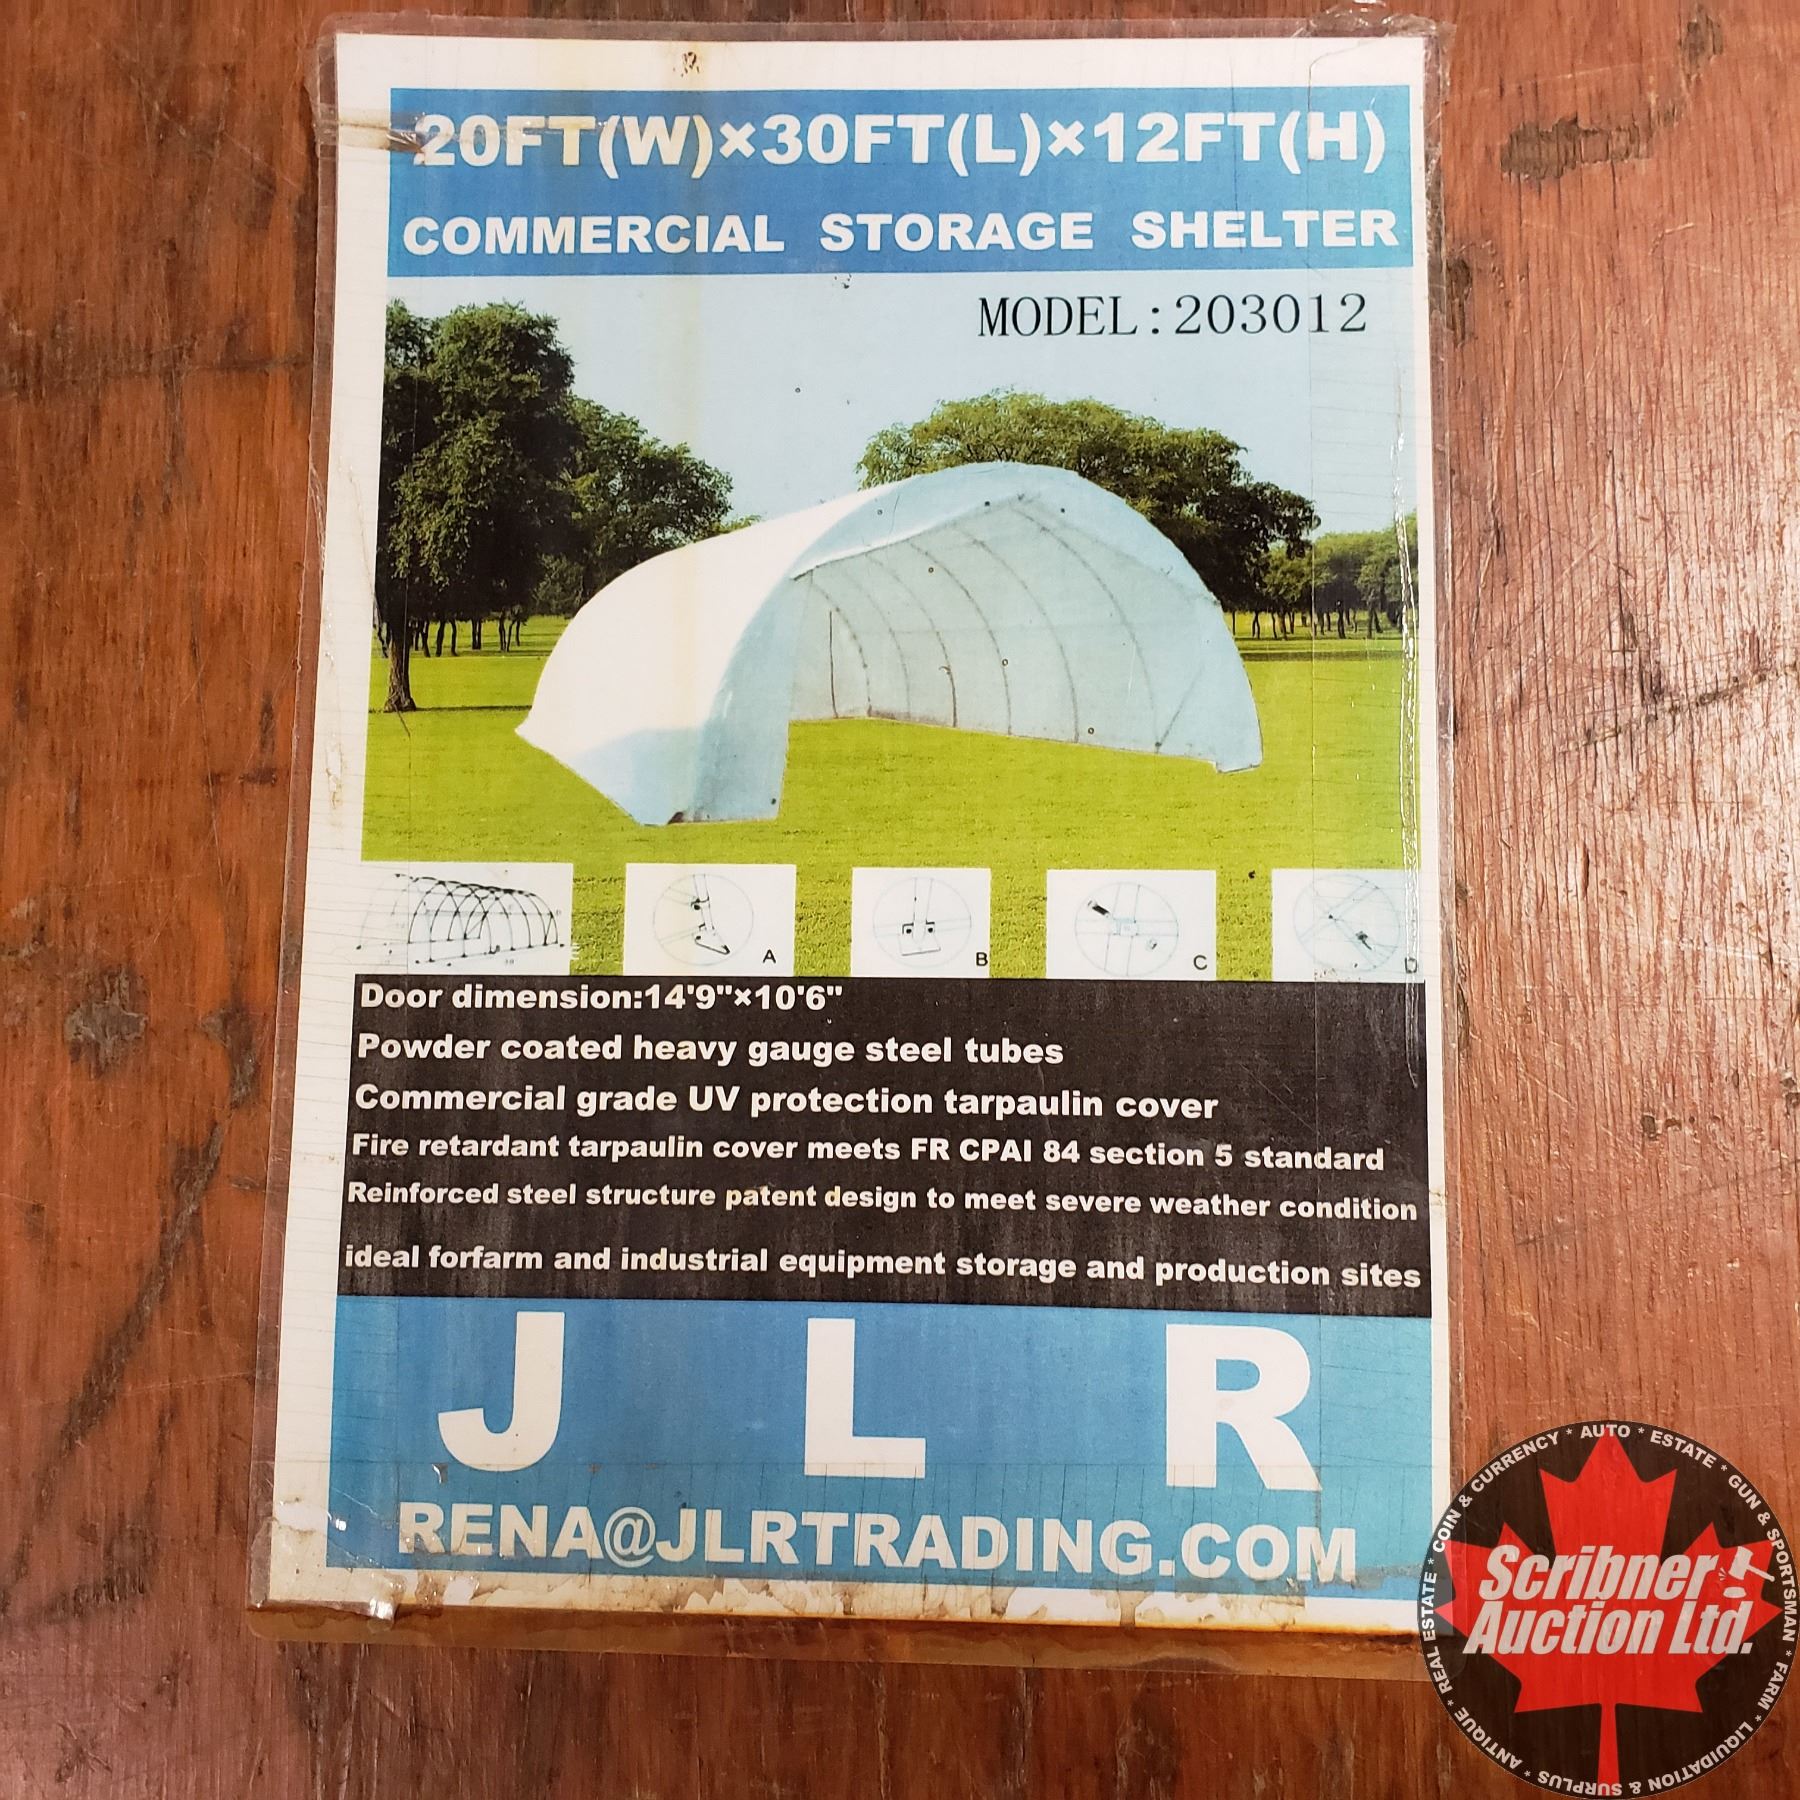 20FT(W)×30FT(L)×12FT(H)
COMMERCIAL STORAGE SHELTER
MODEL:203012
A
B
C
D
Door dimension:14'9"×10'6"
Powder coated heavy gauge steel tubes
Commercial grade UV protection tarpaulin cover
Fire retardant tarpaulin cover meets FR CPAI 84 section 5 standard
Reinforced steel structure patent design to meet severe weather condition
ideal forfarm and industrial equipment storage and production sites
J L R
RENA@JLRTRADING.COM
Scribner
Auction Ltd.
REAL ESTATE * COIN & CURRENCY * AUTO * ESTATE * GUN & SPORTSMAN * FARM * LIQUIDATION & SURPLUS * ANTIQUE *